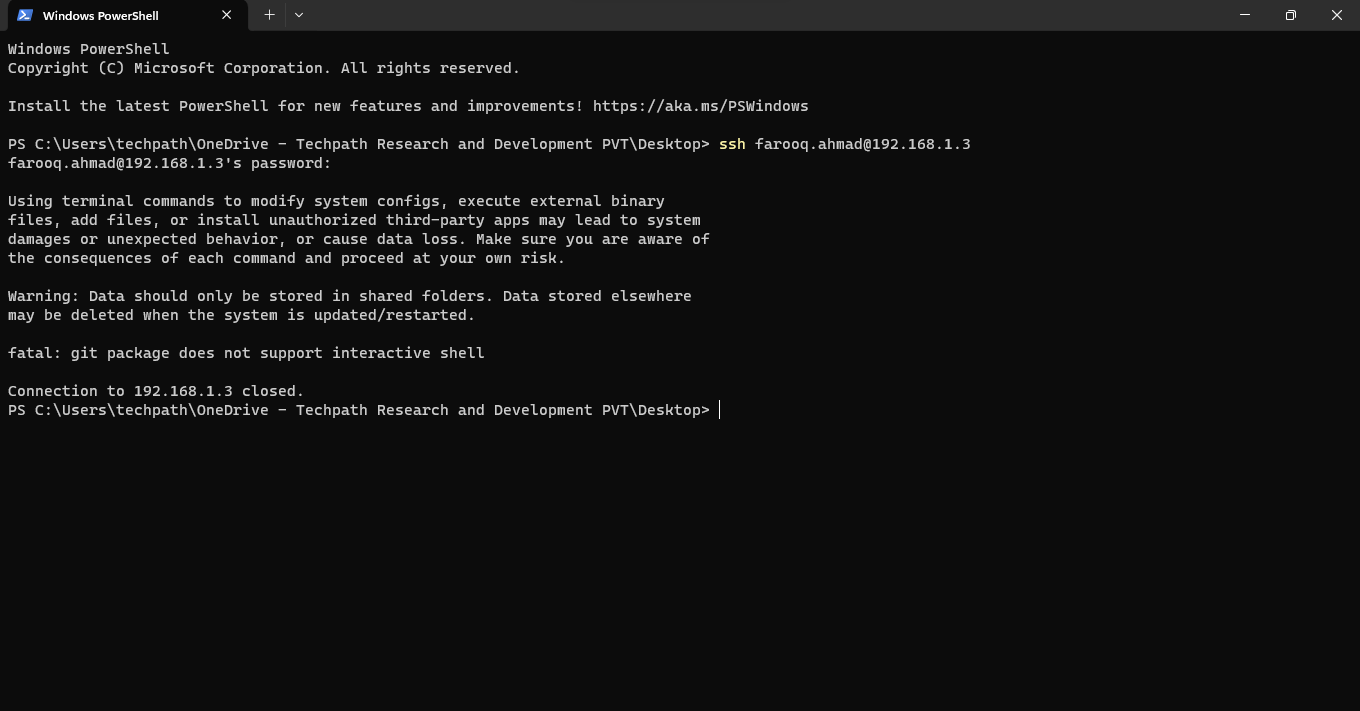 Windows PowerShell
Windows PowerShell
Copyright (C) Microsoft Corporation. All rights reserved.
Install the latest PowerShell for new features and improvements! https://aka.ms/PSWindows
PS C:\Users\techpath\OneDrive - Techpath Research and Development PVT\Desktop> ssh farooq.ahmad@192.168.1.3
farooq.ahmad@192.168.1.3's password:
Using terminal commands to modify system configs, execute external binary
files, add files, or install unauthorized third-party apps may lead to system
damages or unexpected behavior, or cause data loss. Make sure you are aware of
the consequences of each command and proceed at your own risk.
Warning: Data should only be stored in shared folders. Data stored elsewhere
may be deleted when the system is updated/restarted.
fatal: git package does not support interactive shell
Connection to 192.168.1.3 closed.
PS C:\Users\techpath\OneDrive - Techpath Research and Development PVT\Desktop>